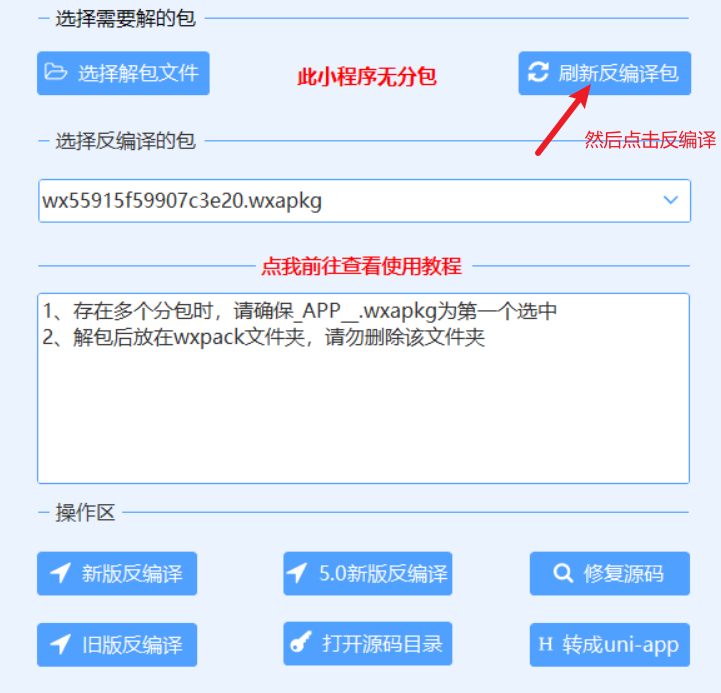 选择需要解的包
选择解包文件
此小程序无分包
刷新反编译包
选择反编译的包
然后点击反编译
wx55915f59907c3e20.wxapkg
点我前往查看使用教程
1、存在多个分包时，请确保_APP__.wxapkg为第一个选中
2、解包后放在wxpack文件夹，请勿删除该文件夹
操作区
新版反编译
5.0新版反编译
修复源码
旧版反编译
打开源码目录
H 转成uni-app